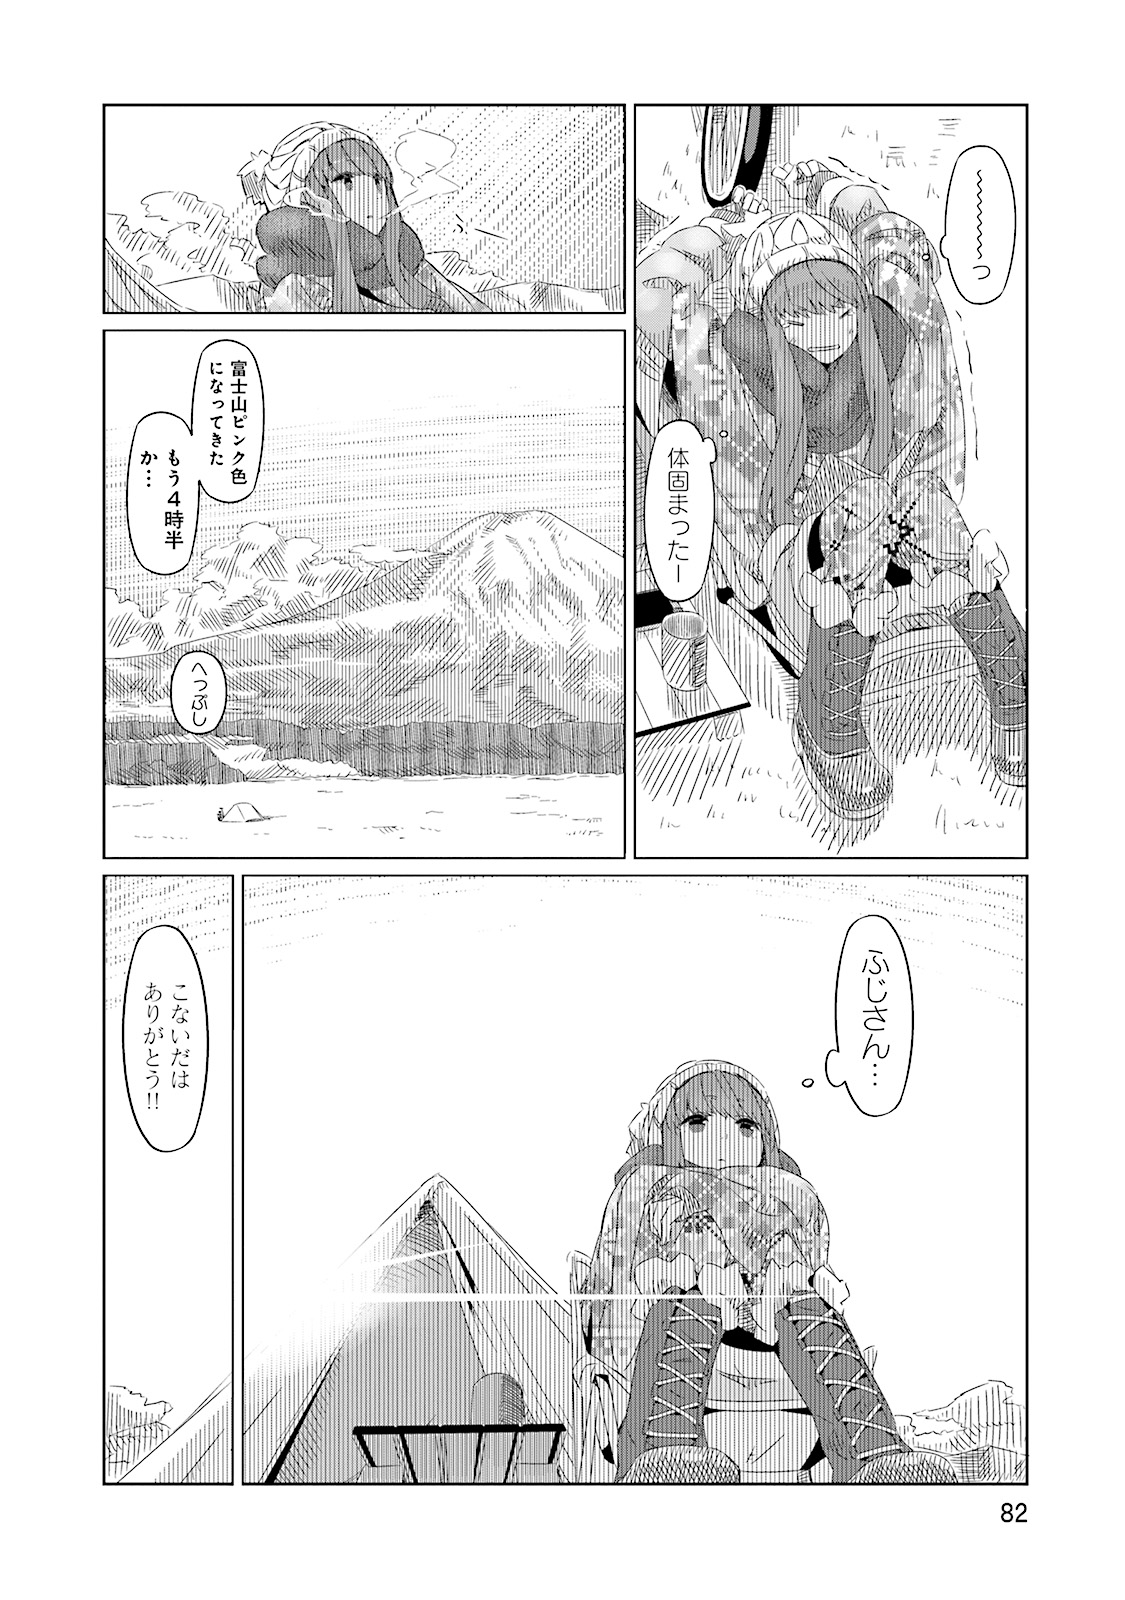 〜〜〜〜〜っ
体固まったー
富士山ピンク色
になってきた
もう4時半
か…
へっぷし
ふじさん…
こないだは
ありがとう!!
82